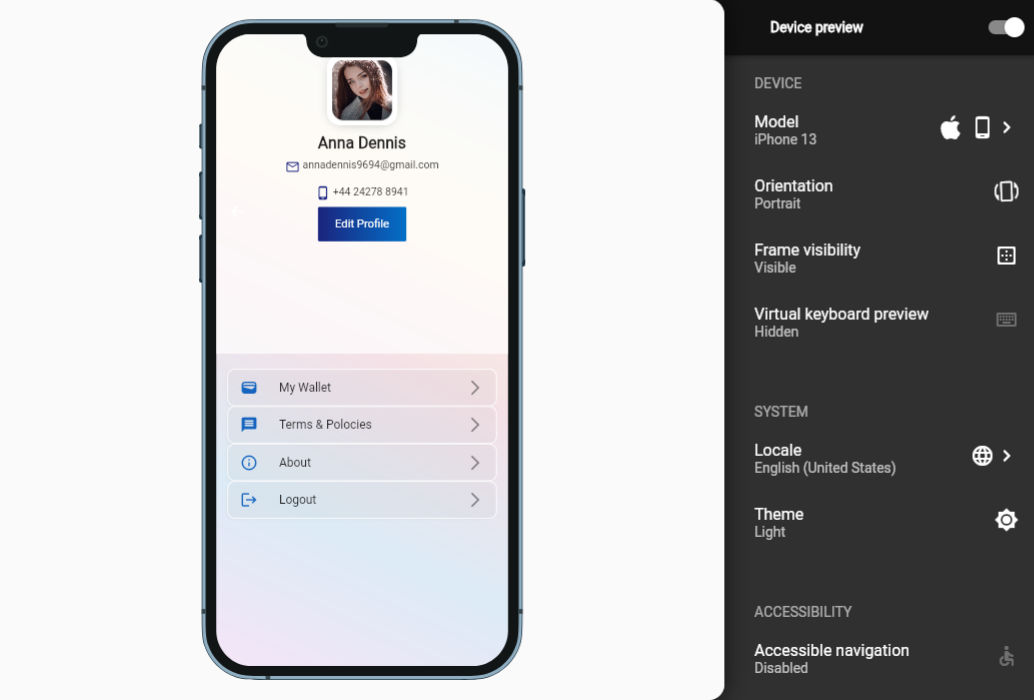 Anna Dennis
annadennis9694@gmail.com
+44 24278 8941
Edit Profile
My Wallet
Terms & Polocies
About
Logout
Device preview
DEVICE
Model
iPhone 13
Orientation
Portrait
Frame visibility
Visible
Virtual keyboard preview
Hidden
SYSTEM
Locale
English (United States)
Theme
Light
ACCESSIBILITY
Accessible navigation
Disabled